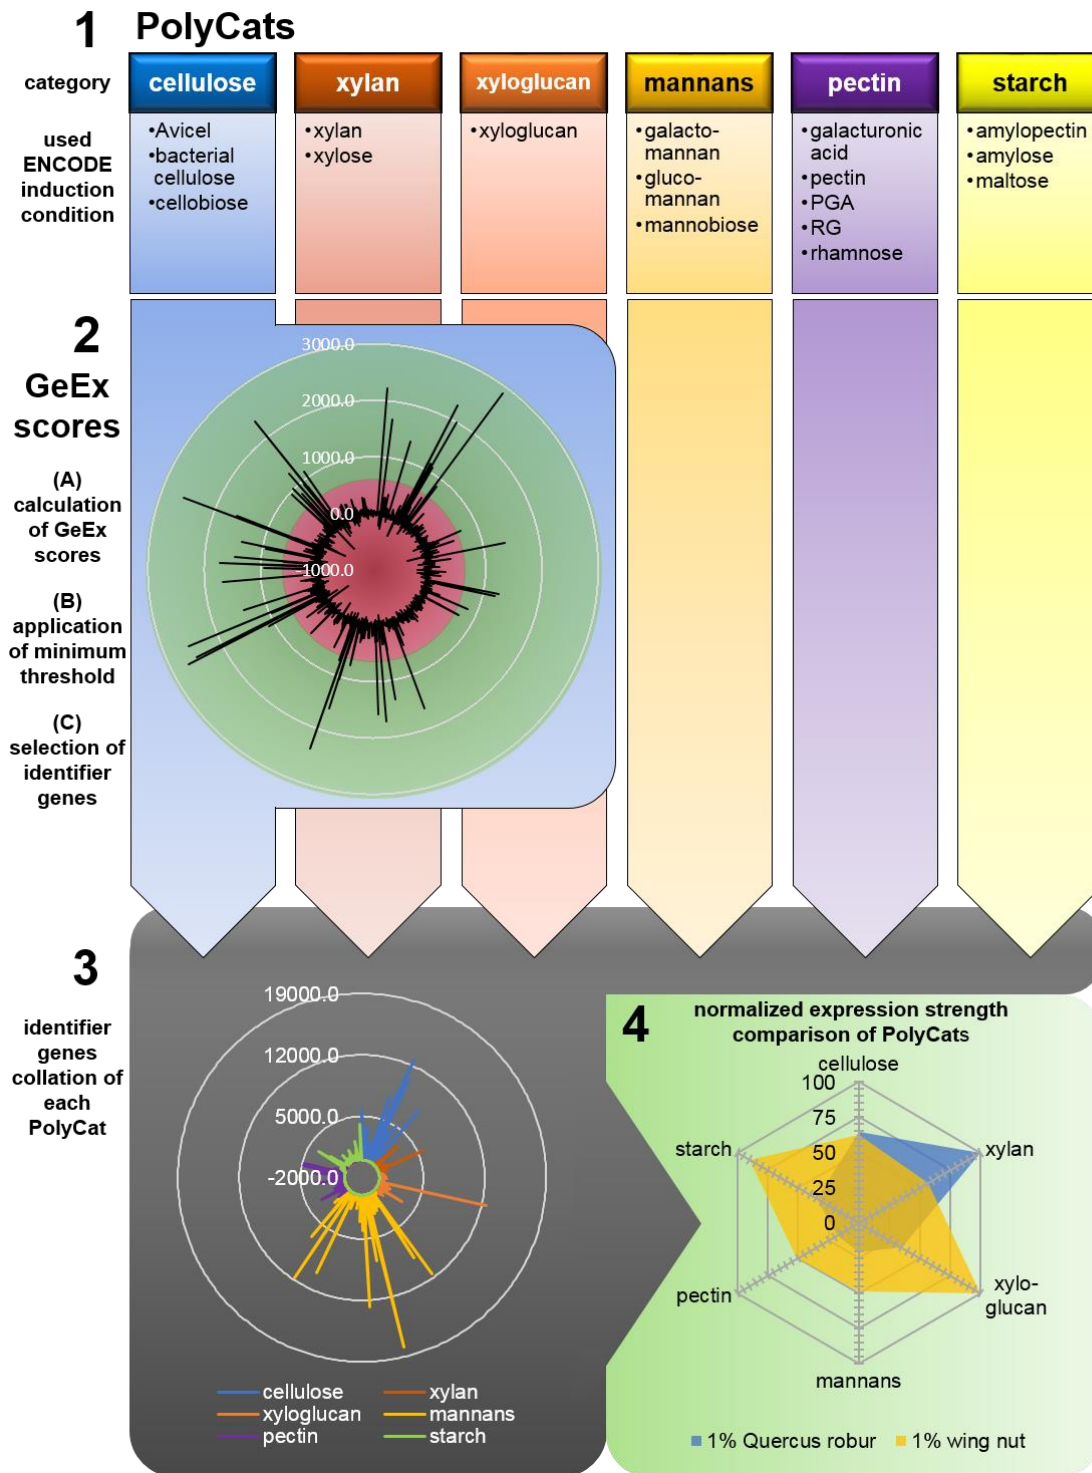 1 PolyCats
category
cellulose
xylan
xyloglucan
mannans
pectin
starch
used
ENCODE
induction
condition
•Avicel
•bacterial
cellulose
•cellobiose
•xylan
•xylose
•xyloglucan
•galacto-
mannan
•gluco-
mannan
•mannobiose
•galacturonic
acid
•pectin
•PGA
•RG
•rhamnose
•amylopectin
•amylose
•maltose
2
GeEx
scores
(A)
calculation
of GeEx
scores
(B)
application
of minimum
threshold
(C)
selection of
identifier
genes
3000.0
2000.0
1000.0
0.0
-1000.0
3
identifier
genes
collation of
each
PolyCat
19000.0
12000.0
5000.0
-2000.0
cellulose
xylan
xyloglucan
mannans
pectin
starch
4
normalized expression strength
comparison of PolyCats
cellulose
100
75
50
25
0
starch
xylan
pectin
xylo-
glucan
mannans
1% Quercus robur
1% wing nut